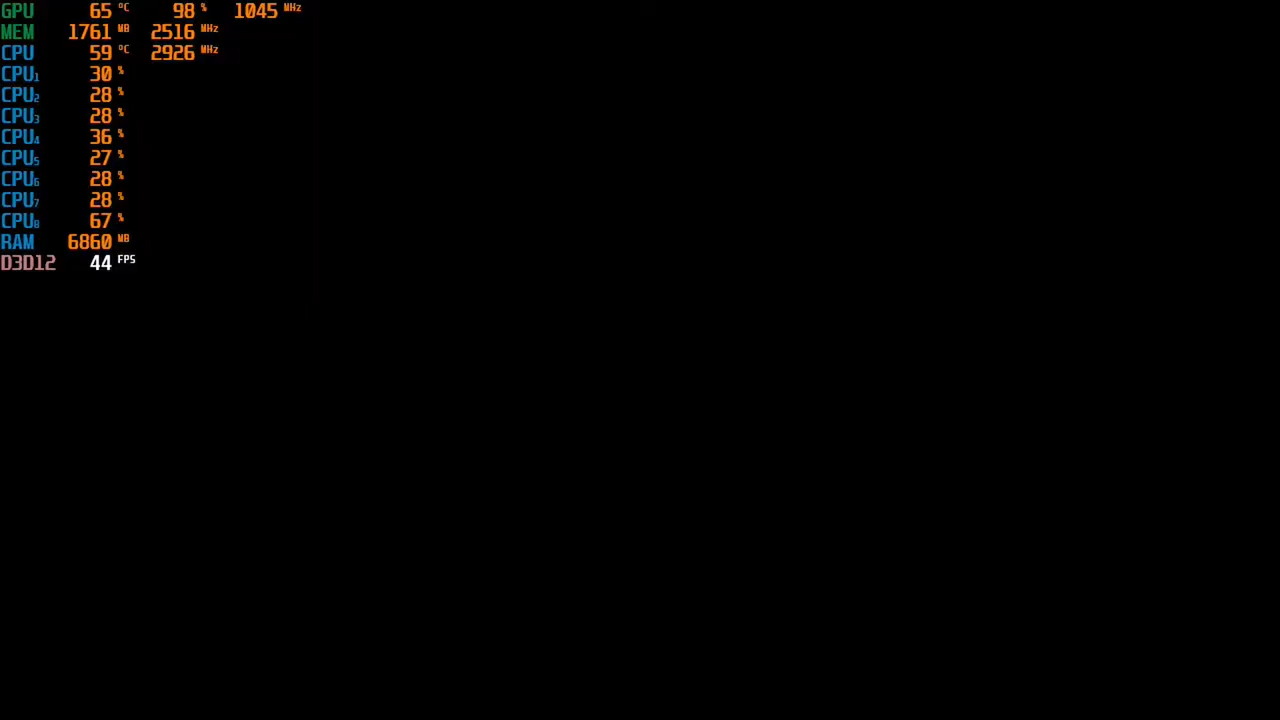 GPU 65 °C 98 % 1045 MHz
MEM 1761 MB 2516 MHz
CPU 59 °C 2926 MHz
CPU1 30 %
CPU2 28 %
CPU3 28 %
CPU4 36 %
CPU5 27 %
CPU6 28 %
CPU7 28 %
CPU8 67 %
RAM 6860 MB
D3D12 44 FPS